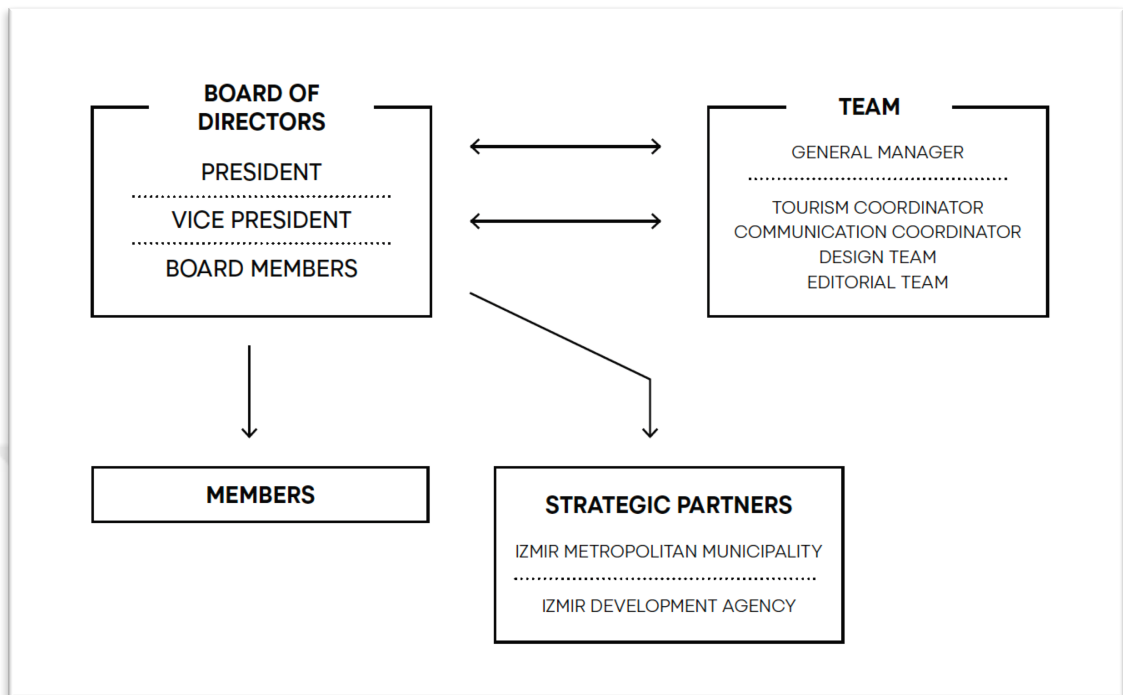 BOARD OF
DIRECTORS
PRESIDENT
VICE PRESIDENT
BOARD MEMBERS
TEAM
GENERAL MANAGER
TOURISM COORDINATOR
COMMUNICATION COORDINATOR
DESIGN TEAM
EDITORIAL TEAM
MEMBERS
STRATEGIC PARTNERS
IZMIR METROPOLITAN MUNICIPALITY
IZMIR DEVELOPMENT AGENCY